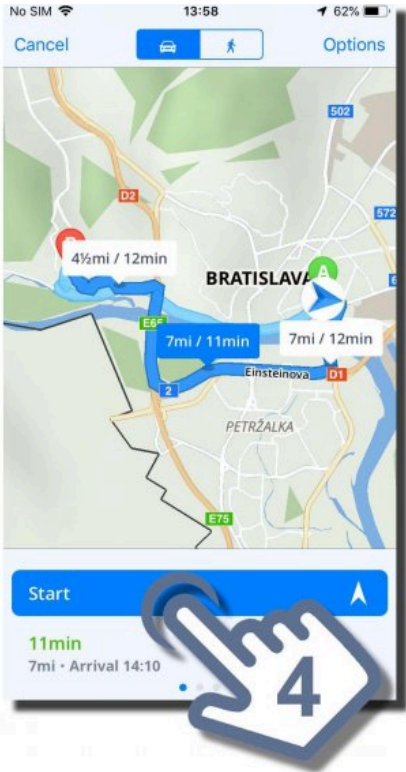 No SIM 13:58 62%
Cancel Options
502
D2
572
4½mi / 12min
BRATISLAVA A
E65
7mi / 11min 7mi / 12min
Einsteinova D1
2
PETRŽALKA
E75
Start
11min
7mi · Arrival 14:10
4